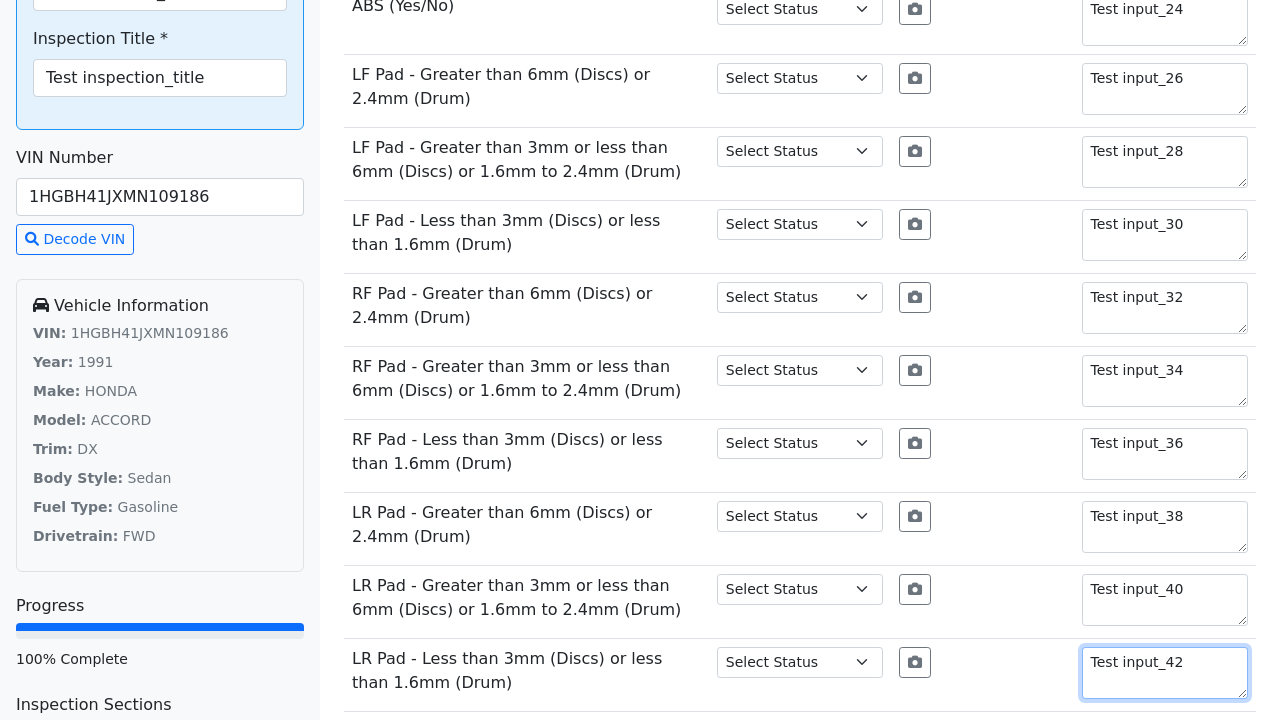 Inspection Title *
Test inspection_title
VIN Number
1HGBH41JXMN109186
Decode VIN
Vehicle Information
VIN: 1HGBH41JXMN109186
Year: 1991
Make: HONDA
Model: ACCORD
Trim: DX
Body Style: Sedan
Fuel Type: Gasoline
Drivetrain: FWD
Progress
100% Complete
Inspection Sections
ABS (Yes/No)
Select Status
Test input_24
LF Pad - Greater than 6mm (Discs) or
2.4mm (Drum)
Select Status
Test input_26
LF Pad - Greater than 3mm or less than
6mm (Discs) or 1.6mm to 2.4mm (Drum)
Select Status
Test input_28
LF Pad - Less than 3mm (Discs) or less
than 1.6mm (Drum)
Select Status
Test input_30
RF Pad - Greater than 6mm (Discs) or
2.4mm (Drum)
Select Status
Test input_32
RF Pad - Greater than 3mm or less than
6mm (Discs) or 1.6mm to 2.4mm (Drum)
Select Status
Test input_34
RF Pad - Less than 3mm (Discs) or less
than 1.6mm (Drum)
Select Status
Test input_36
LR Pad - Greater than 6mm (Discs) or
2.4mm (Drum)
Select Status
Test input_38
LR Pad - Greater than 3mm or less than
6mm (Discs) or 1.6mm to 2.4mm (Drum)
Select Status
Test input_40
LR Pad - Less than 3mm (Discs) or less
than 1.6mm (Drum)
Select Status
Test input_42